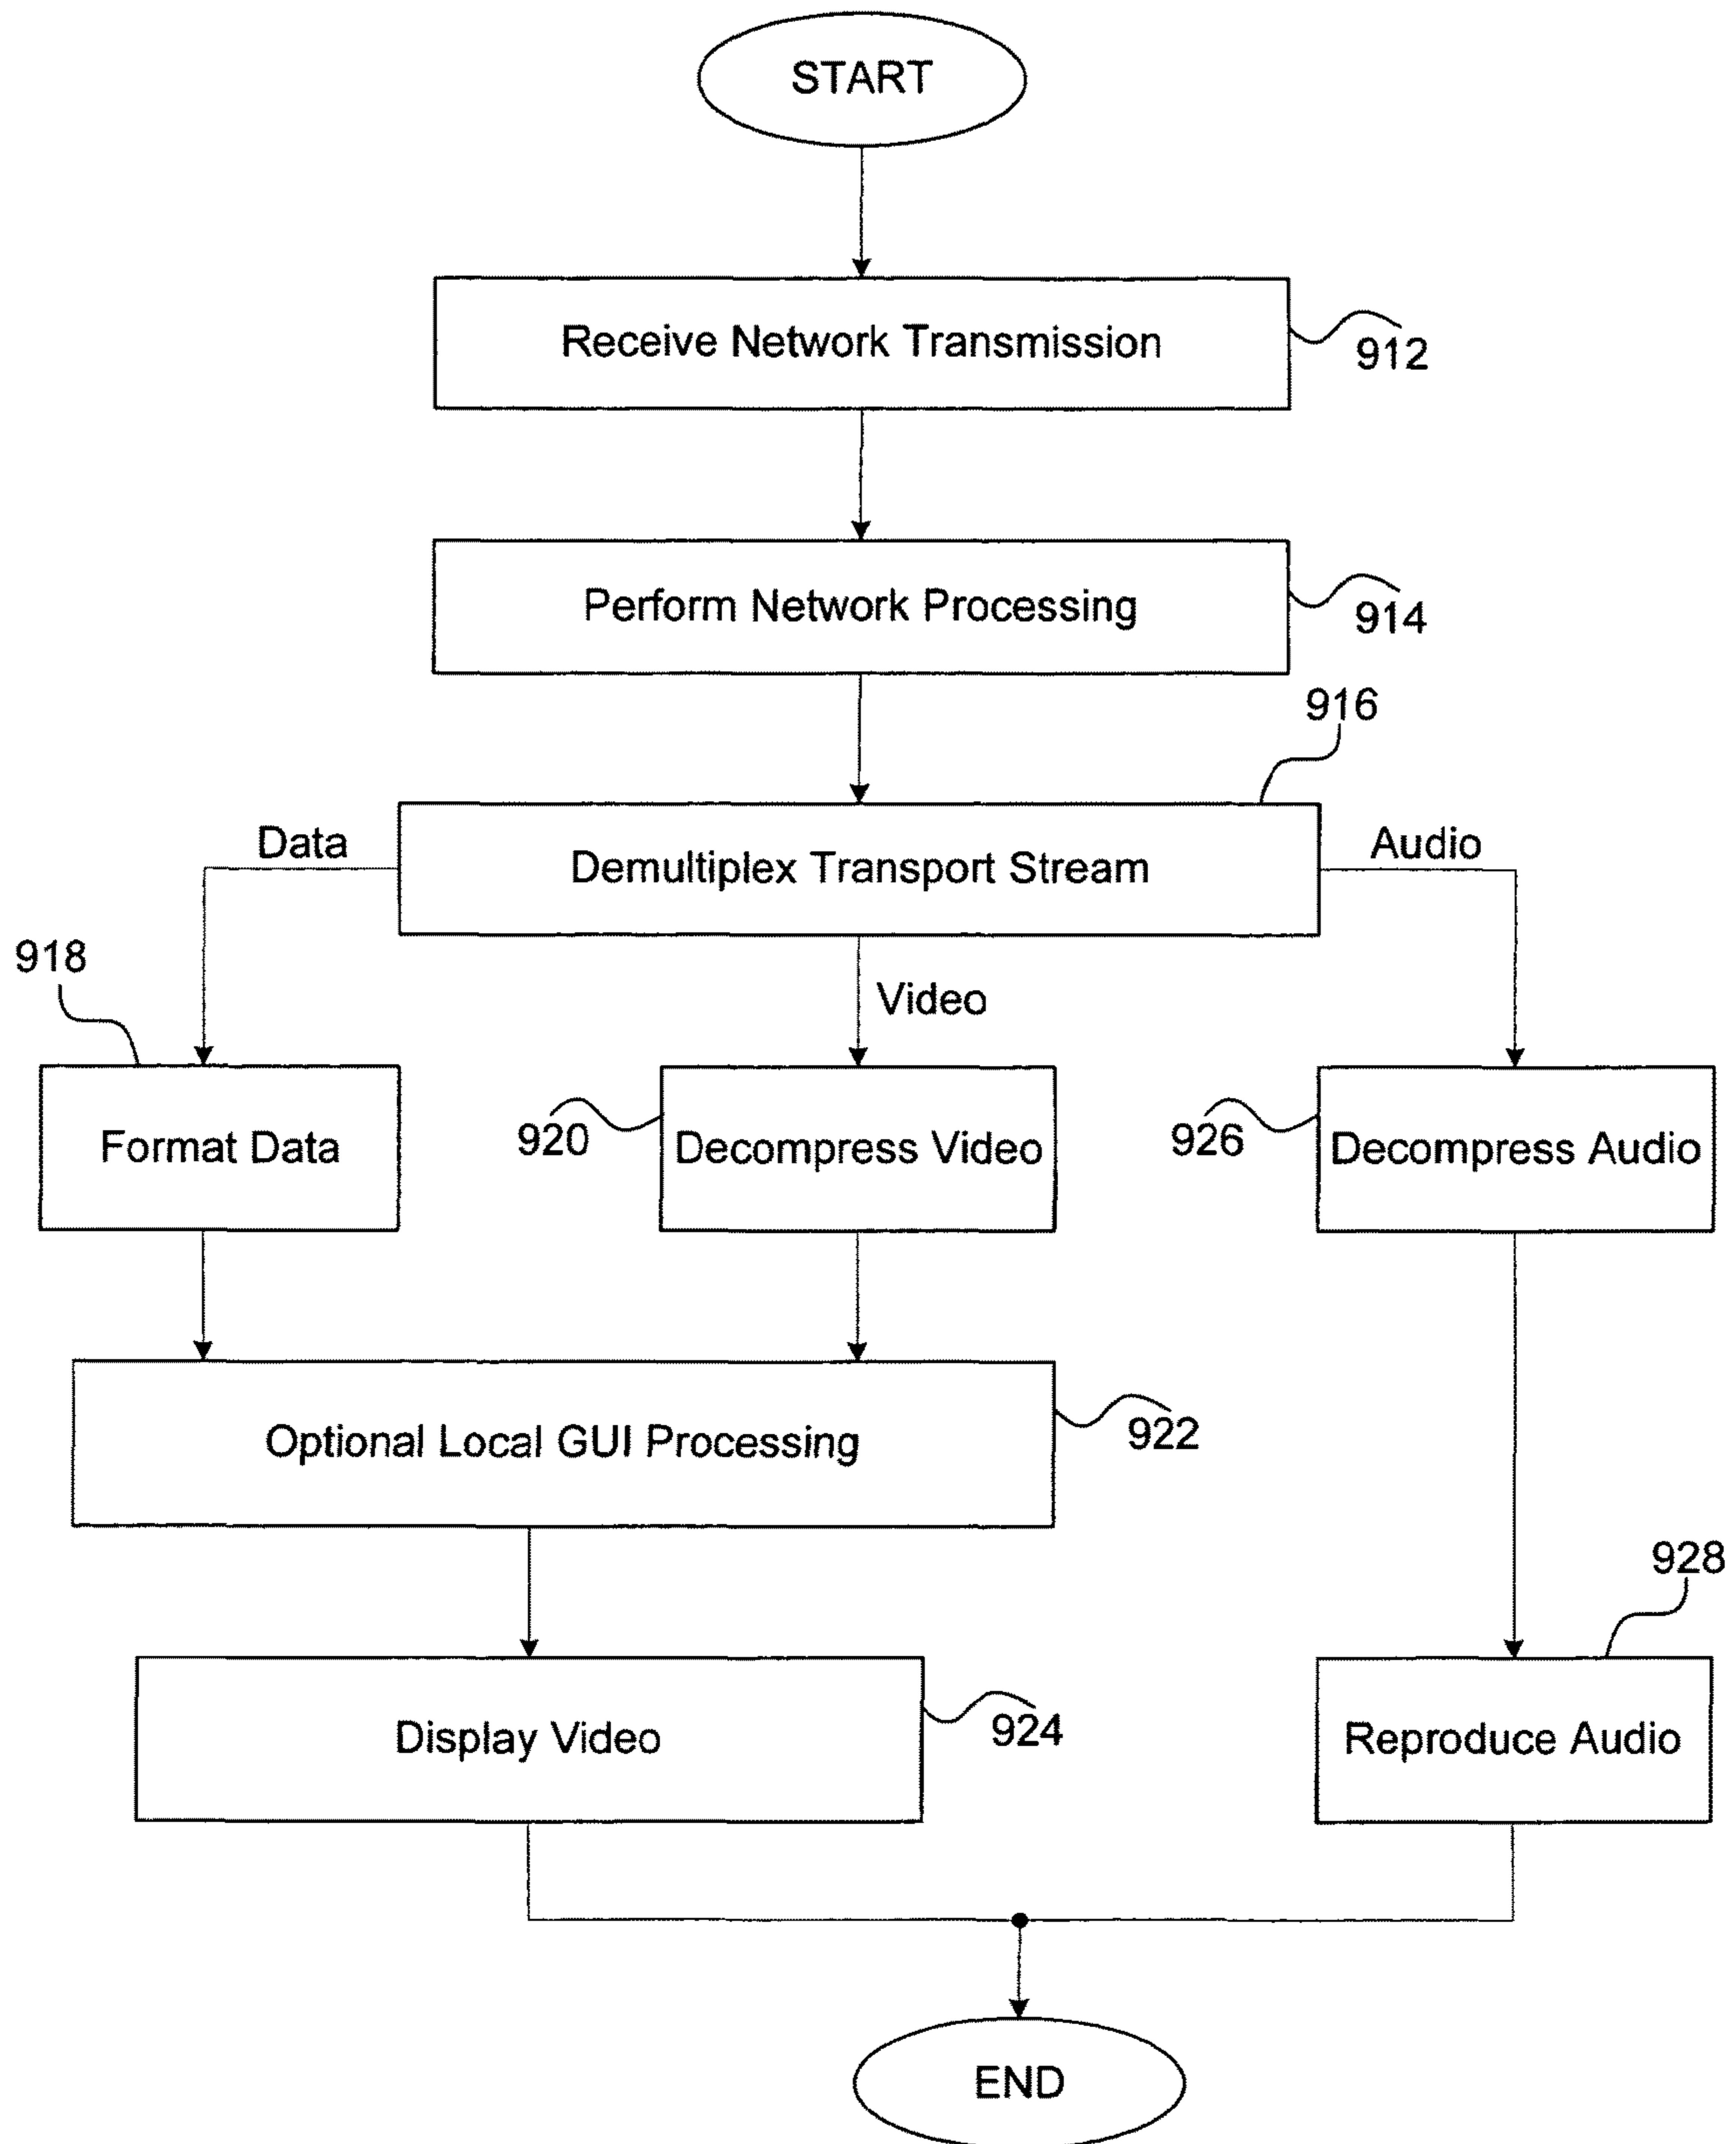 START
Receive Network Transmission
912
Perform Network Processing
914
916
Data
Demultiplex Transport Stream
Audio
918
Video
Format Data
920
Decompress Video
926
Decompress Audio
Optional Local GUI Processing
922
928
Display Video
924
Reproduce Audio
END